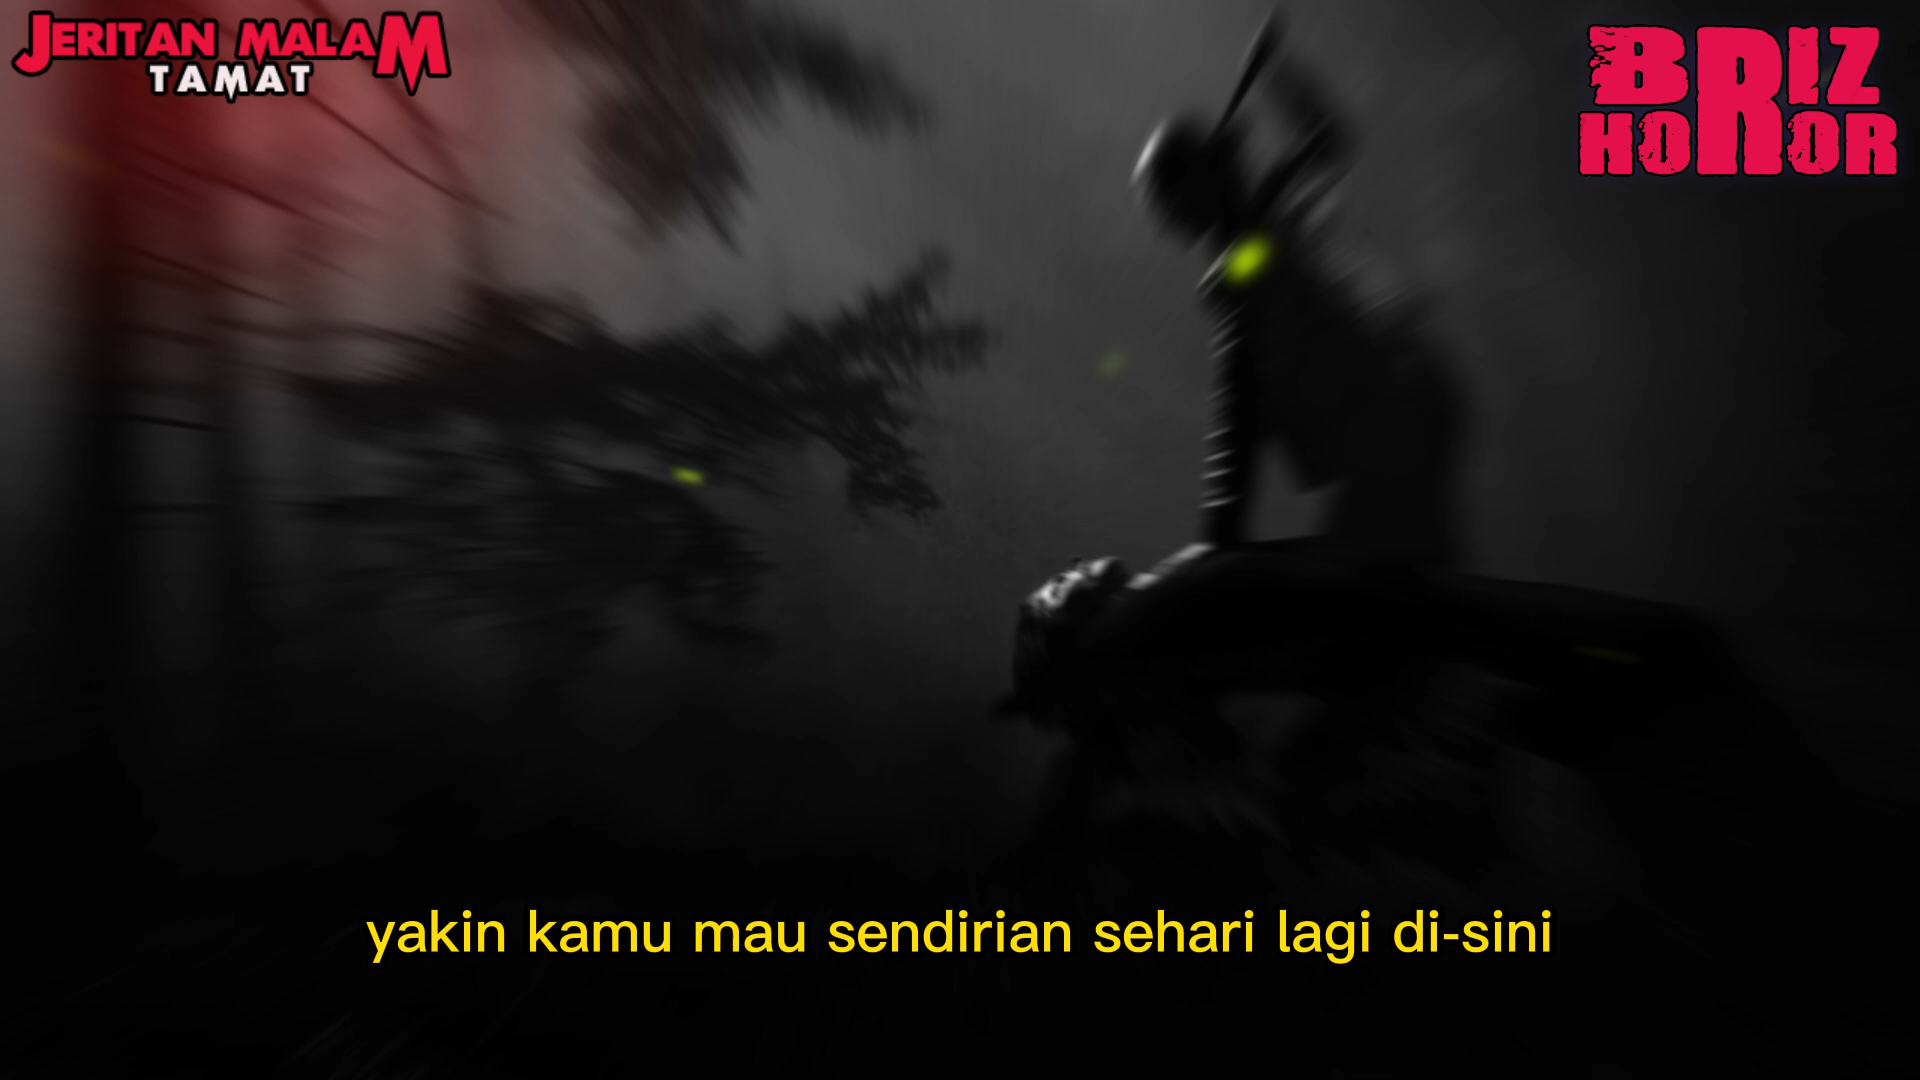 JERITAN MALAM
TAMAT
BRIZ
HOROR
yakin kamu mau sendirian sehari lagi di-sini